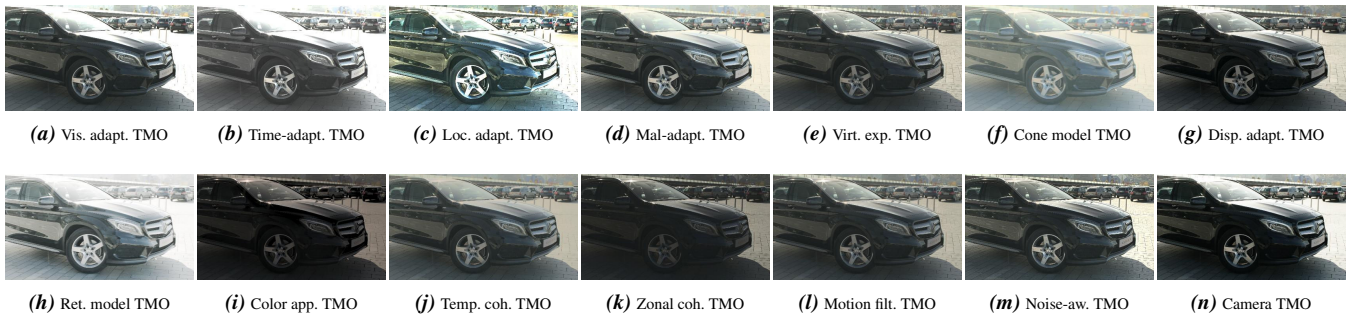 (a) Vis. adapt. TMO (b) Time-adapt. TMO (c) Loc. adapt. TMO (d) Mal-adapt. TMO (e) Virt. exp. TMO (f) Cone model TMO (g) Disp. adapt. TMO
(h) Ret. model TMO (i) Color app. TMO (j) Temp. coh. TMO (k) Zonal coh. TMO (l) Motion filt. TMO (m) Noise-aw. TMO (n) Camera TMO